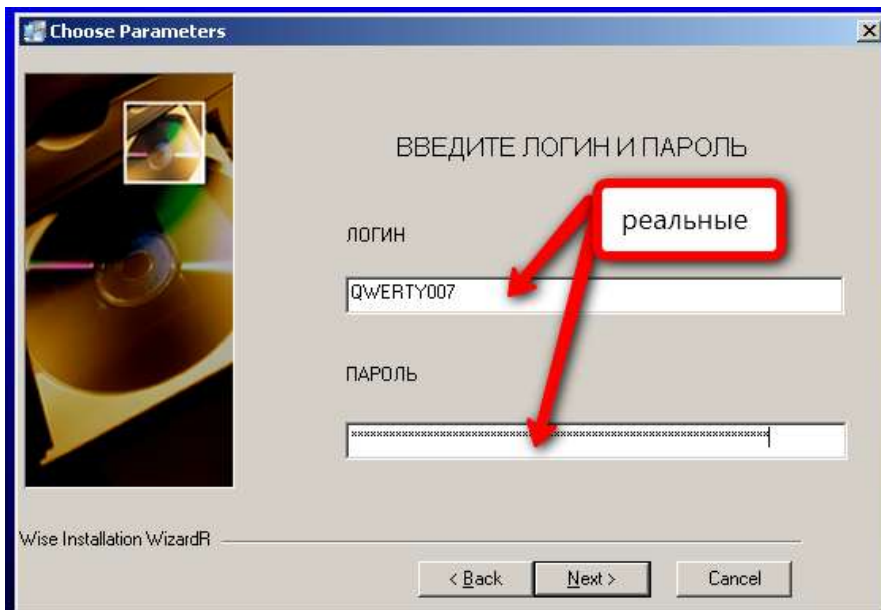 Choose Parameters
ВВЕДИТЕ ЛОГИН И ПАРОЛЬ
реальные
ЛОГИН
QWERTY007
ПАРОЛЬ
Wise Installation WizardR
< Back
Next >
Cancel